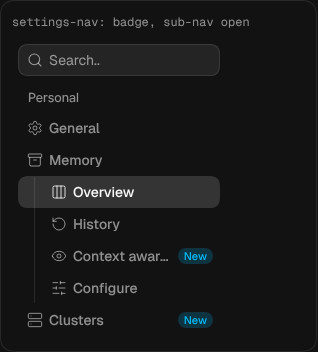 settings-nav: badge, sub-nav open
Search..
Personal
General
Memory
Overview
History
Context awar... New
Configure
Clusters New